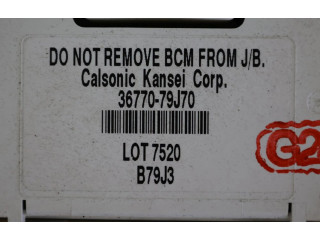 DO NOT REMOVE BCM FROM J/B.
Calsonic Kansei Corp.
36770-79J70
LOT 7520
B79J3
G2